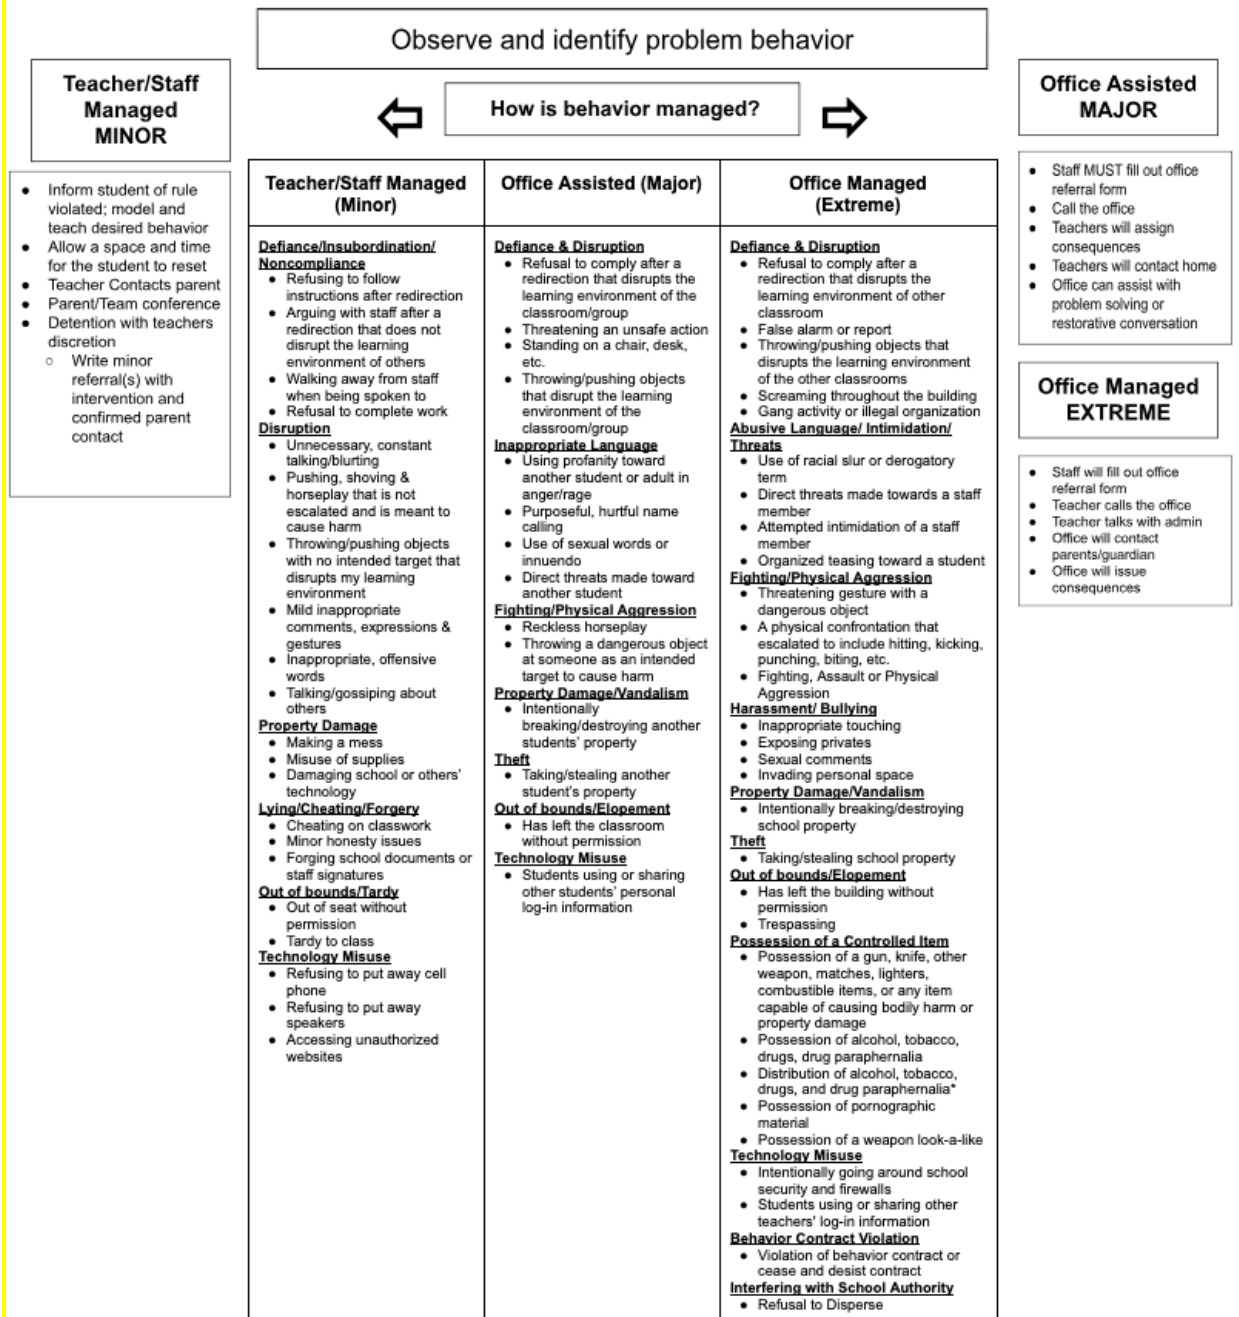 Observe and identify problem behavior
How is behavior managed?
Teacher/Staff
Managed
MINOR
● Inform student of rule
violated; model and
teach desired behavior
● Allow a space and time
for the student to reset
● Teacher Contacts parent
● Parent/Team conference
● Detention with teachers
discretion
○ Write minor
referral(s) with
intervention and
confirmed parent
contact
Teacher/Staff Managed
(Minor)
Defiance/Insubordination/
Noncompliance
● Refusing to follow
instructions after redirection
● Arguing with staff after a
redirection that does not
disrupt the learning
environment of others
● Walking away from staff
when being spoken to
● Refusal to complete work
Disruption
● Unnecessary, constant
talking/blurting
● Pushing, shoving &
horseplay that is not
escalated and is meant to
cause harm
● Throwing/pushing objects
with no intended target that
disrupts my learning
environment
● Mild inappropriate
comments, expressions &
gestures
● Inappropriate, offensive
words
● Talking/gossiping about
others
Property Damage
● Making a mess
● Misuse of supplies
● Damaging school or others'
technology
Lying/Cheating/Forgery
● Cheating on classwork
● Minor honesty issues
● Forging school documents or
staff signatures
Out of bounds/Tardy
● Out of seat without
permission
● Tardy to class
Technology Misuse
● Refusing to put away cell
phone
● Refusing to put away
speakers
● Accessing unauthorized
websites
Office Assisted (Major)
Defiance & Disruption
● Refusal to comply after a
redirection that disrupts the
learning environment of the
classroom/group
● Threatening an unsafe action
● Standing on a chair, desk,
etc.
● Throwing/pushing objects
that disrupt the learning
environment of the
classroom/group
Inappropriate Language
● Using profanity toward
another student or adult in
anger/rage
● Purposeful, hurtful name
calling
● Use of sexual words or
innuendo
● Direct threats made toward
another student
Fighting/Physical Aggression
● Reckless horseplay
● Throwing a dangerous object
at someone as an intended
target to cause harm
Property Damage/Vandalism
● Intentionally
breaking/destroying another
students' property
Theft
● Taking/stealing another
student's property
Out of bounds/Elopement
● Has left the classroom
without permission
Technology Misuse
● Students using or sharing
other students' personal
log-in information
Office Managed
(Extreme)
Defiance & Disruption
● Refusal to comply after a
redirection that disrupts the
learning environment of other
classroom
● False alarm or report
● Throwing/pushing objects that
disrupts the learning environment
of the other classrooms
● Screaming throughout the building
● Gang activity or illegal organization
Abusive Language/ Intimidation/
Threats
● Use of racial slur or derogatory
term
● Direct threats made towards a staff
member
● Attempted intimidation of a staff
member
● Organized teasing toward a student
Fighting/Physical Aggression
● Threatening gesture with a
dangerous object
● A physical confrontation that
escalated to include hitting, kicking,
punching, biting, etc.
● Fighting, Assault or Physical
Aggression
Harassment/ Bullying
● Inappropriate touching
● Exposing privates
● Sexual comments
● Invading personal space
Property Damage/Vandalism
● Intentionally breaking/destroying
school property
Theft
● Taking/stealing school property
Out of bounds/Elopement
● Has left the building without
permission
● Trespassing
Possession of a Controlled Item
● Possession of a gun, knife, other
weapon, matches, lighters,
combustible items, or any item
capable of causing bodily harm or
property damage
● Possession of alcohol, tobacco,
drugs, drug paraphernalia
● Distribution of alcohol, tobacco,
drugs, and drug paraphernalia*
● Possession of pornographic
material
● Possession of a weapon look-a-like
Technology Misuse
● Intentionally going around school
security and firewalls
● Students using or sharing other
teachers' log-in information
Behavior Contract Violation
● Violation of behavior contract or
cease and desist contract
Interfering with School Authority
● Refusal to Disperse
Office Assisted
MAJOR
● Staff MUST fill out office
referral form
● Call the office
● Teachers will assign
consequences
● Teachers will contact home
● Office can assist with
problem solving or
restorative conversation
Office Managed
EXTREME
● Staff will fill out office
referral form
● Teacher calls the office
● Teacher talks with admin
● Office will contact
parents/guardian
● Office will issue
consequences